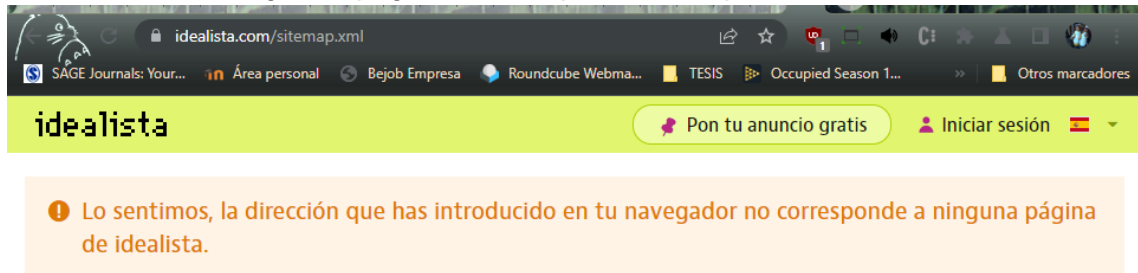 idealista.com/sitemap.xml
SAGE Journals: Your... Área personal Bejob Empresa Roundcube Webma... TESIS Occupied Season 1... » Otros marcadores
idealista Pon tu anuncio gratis Iniciar sesión
Lo sentimos, la dirección que has introducido en tu navegador no corresponde a ninguna página
de idealista.